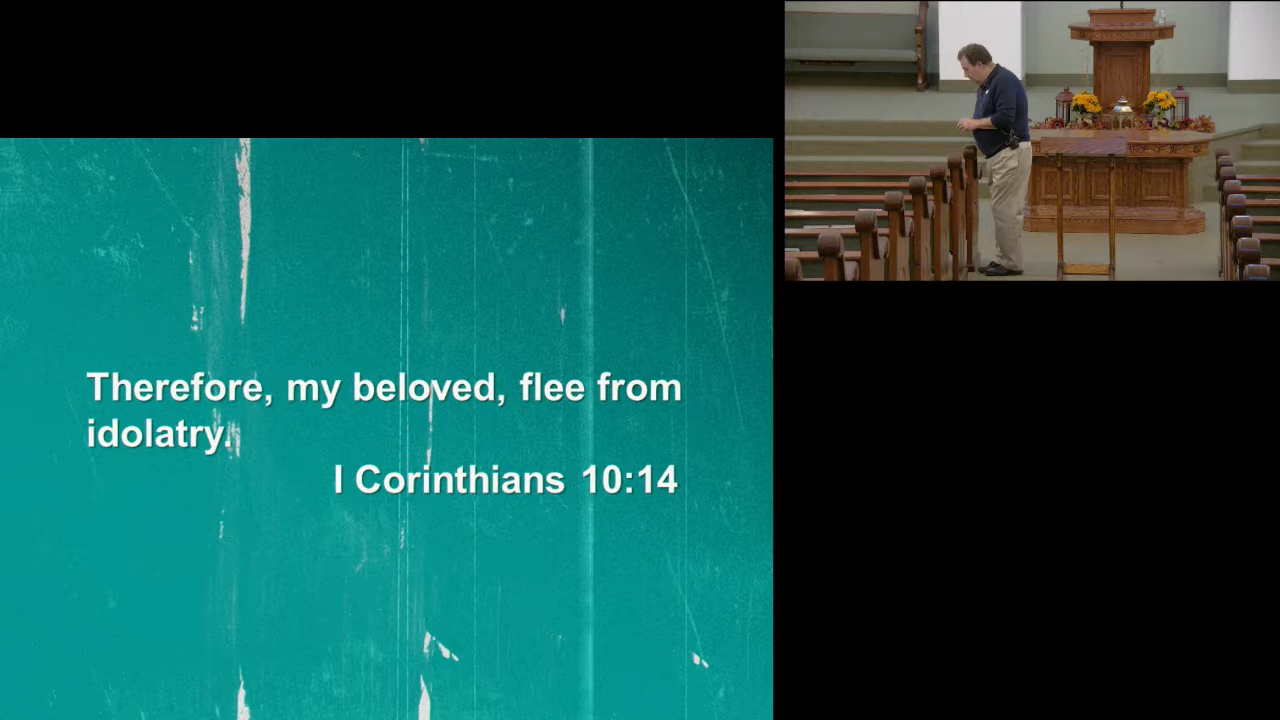 Therefore, my beloved, flee from
idolatry.
I Corinthians 10:14